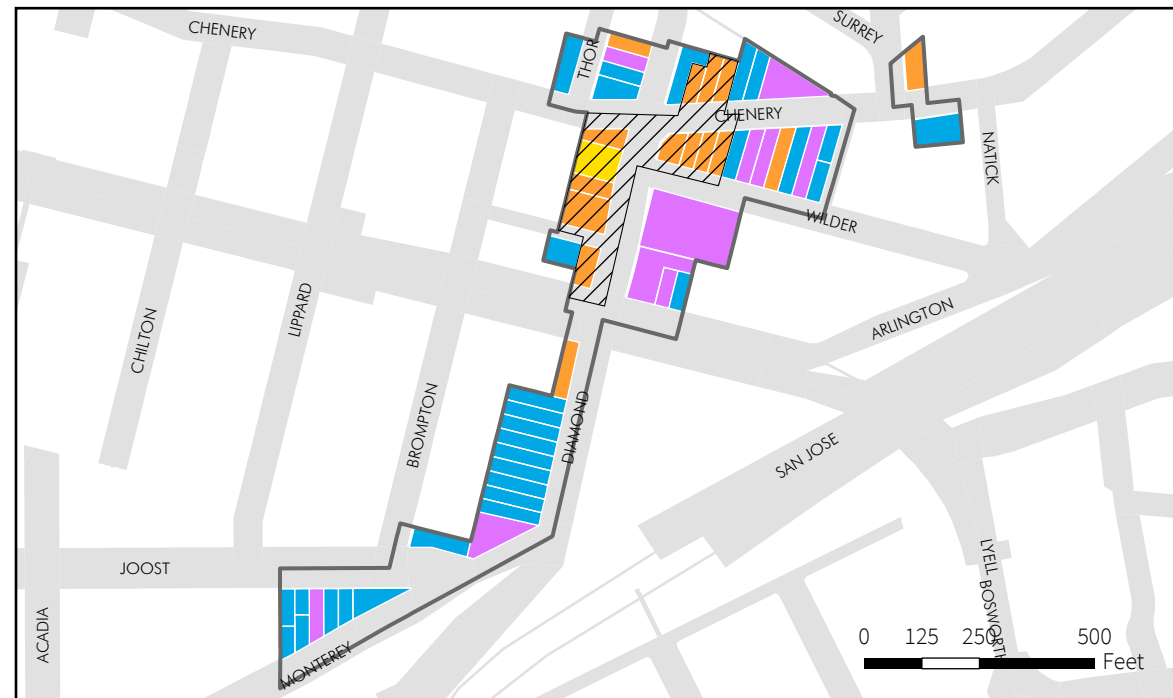 CHENERY
SURREY
THOR
CHENERY
NATICK
WILDER
CHILTON
LIPPARD
ARLINGTON
BROMPTON
DIAMOND
SAN JOSE
JOOST
LYELL
BOSWORTH
ACADIA
MONTEREY
0 125 250 500
Feet